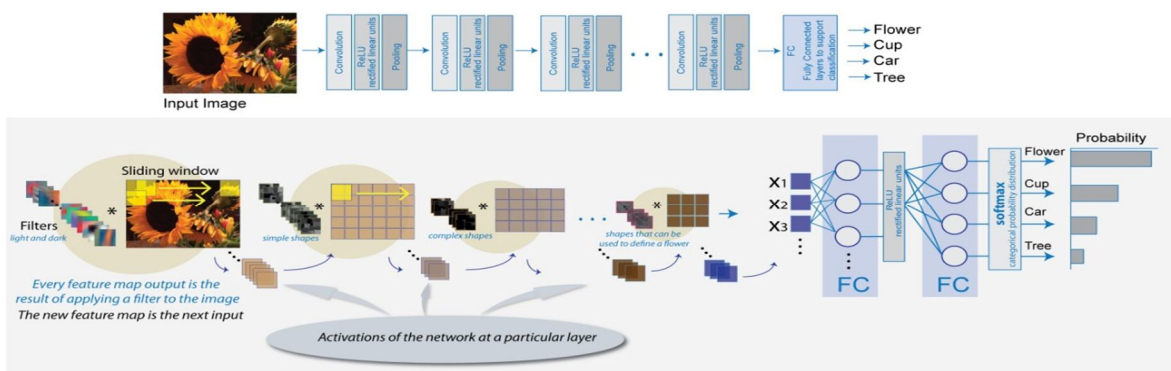 Input Image
Convolution
ReLU
rectified linear units
Pooling
Convolution
ReLU
rectified linear units
Pooling
Convolution
ReLU
rectified linear units
Pooling
Convolution
ReLU
rectified linear units
Pooling
FC
Fully Connected
layers to support
classification
Flower
Cup
Car
Tree
Sliding window
Filters
light and dark
*
simple shapes
*
complex shapes
*
shapes that can be
used to define a flower
*
Every feature map output is the
result of applying a filter to the image
The new feature map is the next input
Activations of the network at a particular layer
X1
X2
X3
FC
ReLU
rectified linear units
FC
softmax
categorical probability distribution
Flower
Cup
Car
Tree
Probability